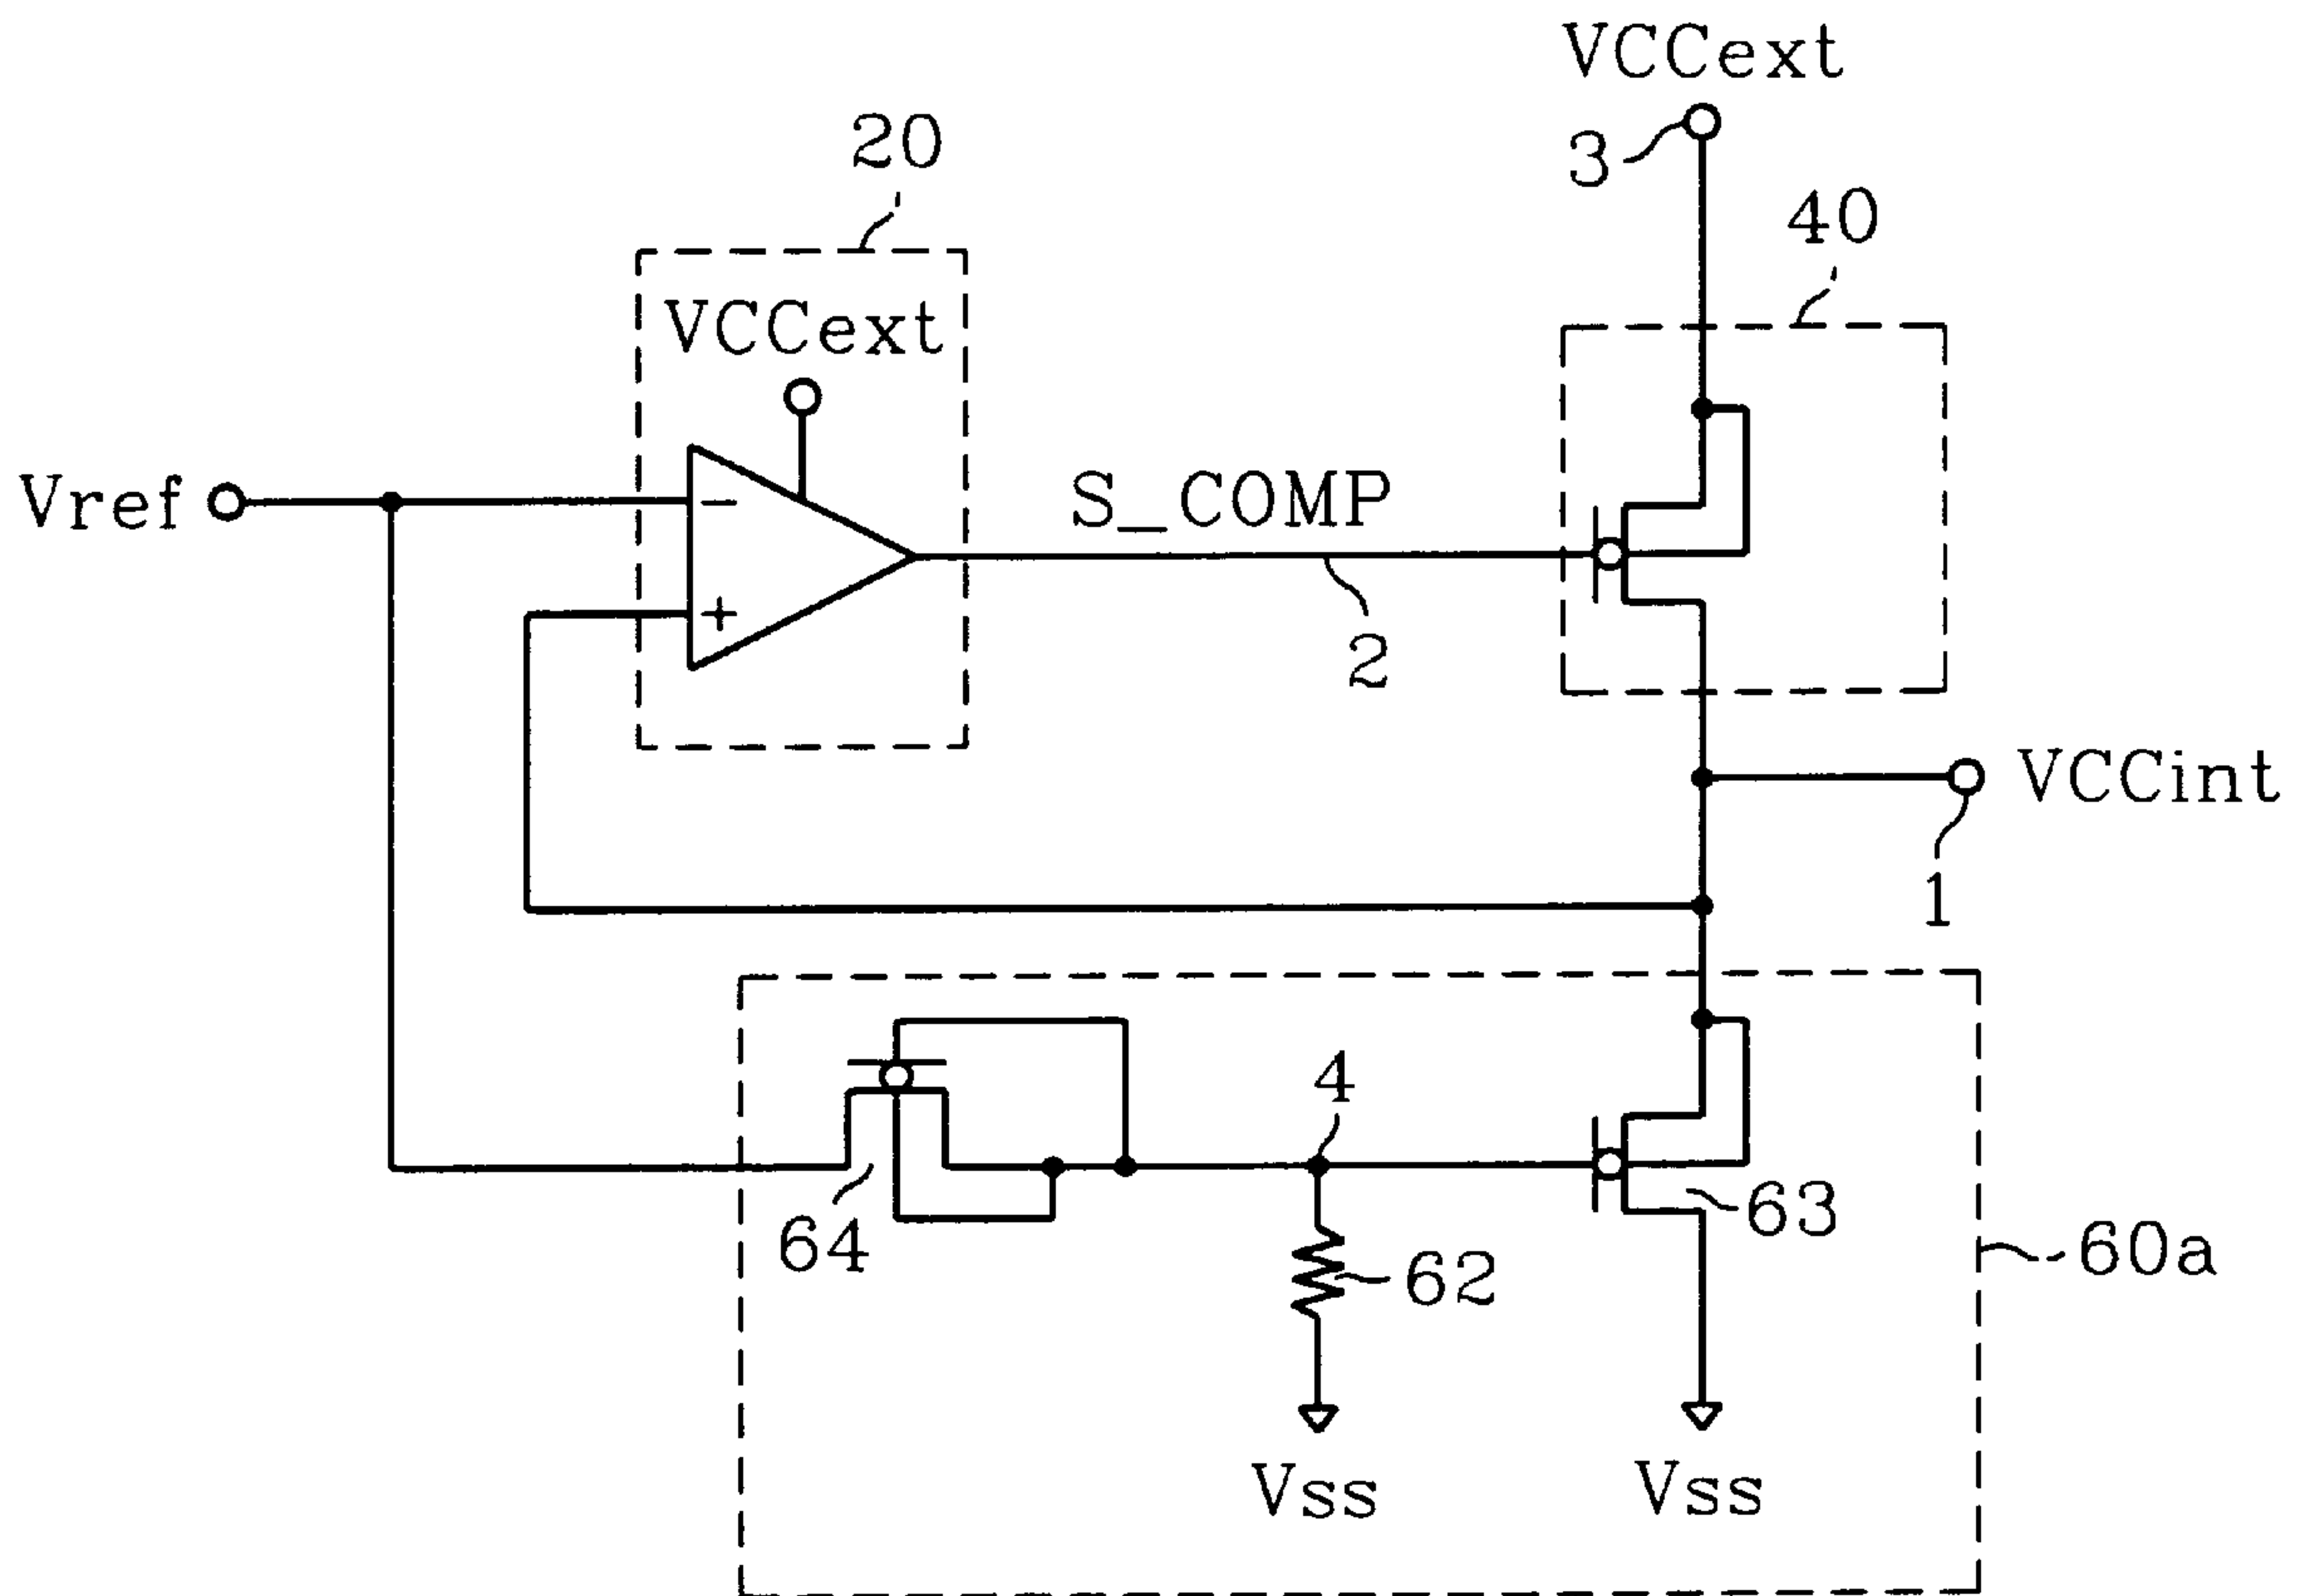 VCCext
3
20
40
VCCext
Vref
−
S_COMP
+
2
VCCint
1
4
64
63
62
60a
Vss
Vss